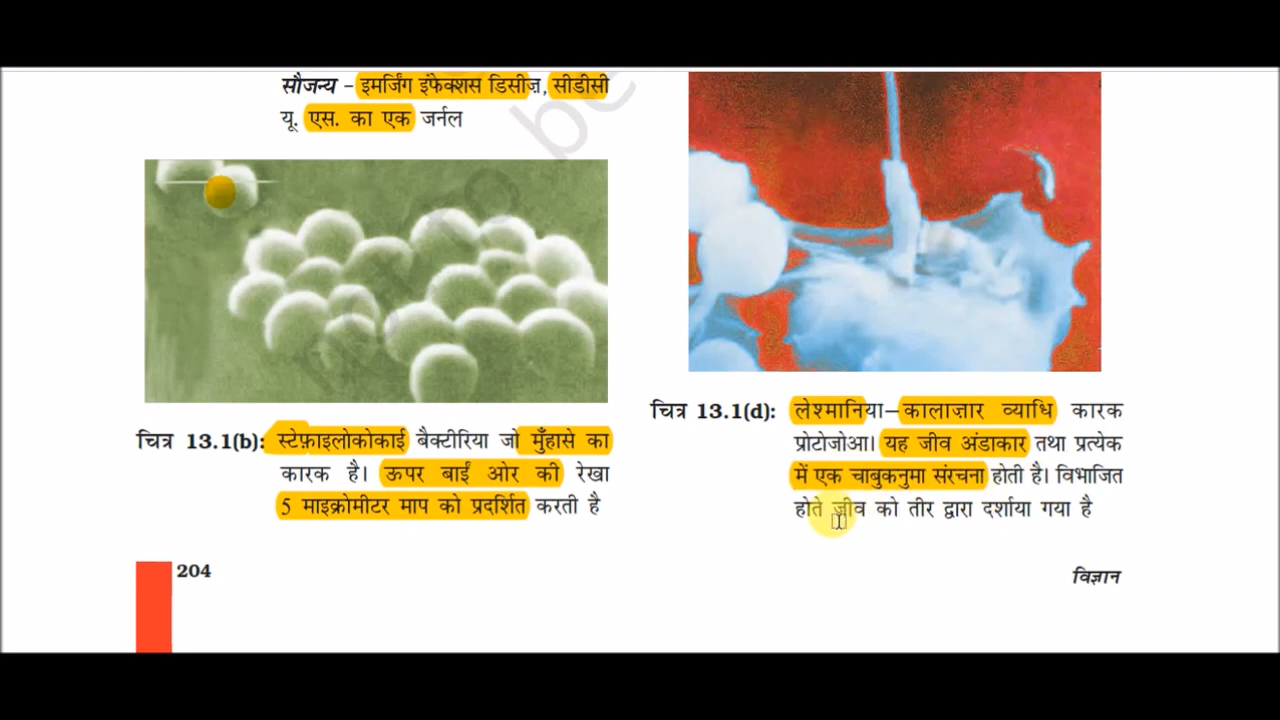 सौजन्य – इमर्जिंग इंफेक्शस डिसीज़, सीडीसी
यू. एस. का एक जर्नल
चित्र 13.1(b): स्टेफ़ाइलोकोकाई बैक्टीरिया जो मुँहासे का
कारक है। ऊपर बाईं ओर की रेखा
5 माइक्रोमीटर माप को प्रदर्शित करती है
चित्र 13.1(d): लेश्मानिया–कालाज़ार व्याधि कारक
प्रोटोजोआ। यह जीव अंडाकार तथा प्रत्येक
में एक चाबुकनुमा संरचना होती है। विभाजित
होते जीव को तीर द्वारा दर्शाया गया है
204
विज्ञान